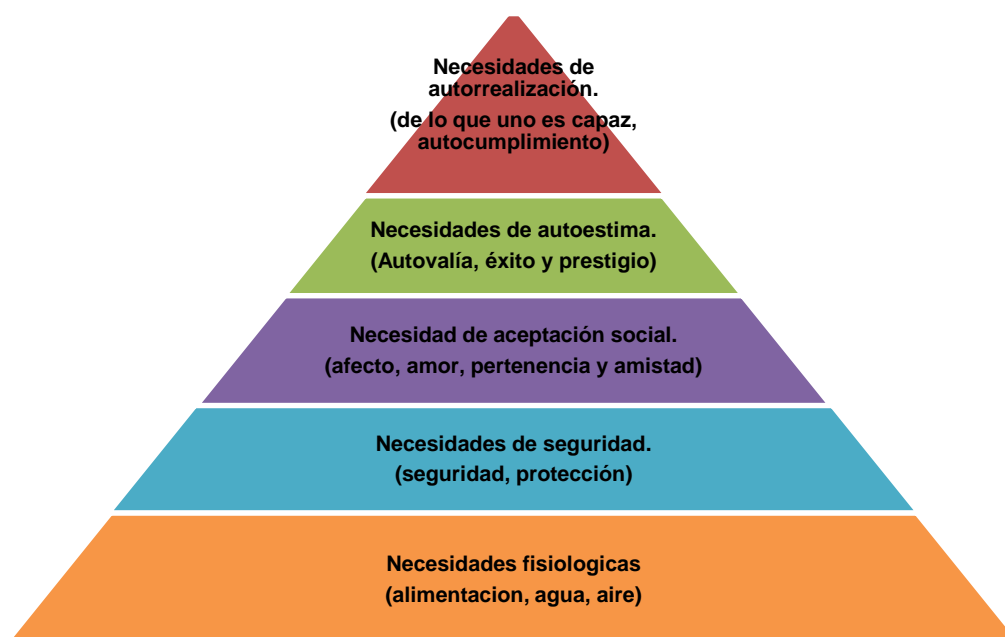 Necesidades de
autorrealización.
(de lo que uno es capaz,
autocumplimiento)
Necesidades de autoestima.
(Autovalía, éxito y prestigio)
Necesidad de aceptación social.
(afecto, amor, pertenencia y amistad)
Necesidades de seguridad.
(seguridad, protección)
Necesidades fisiologicas
(alimentacion, agua, aire)